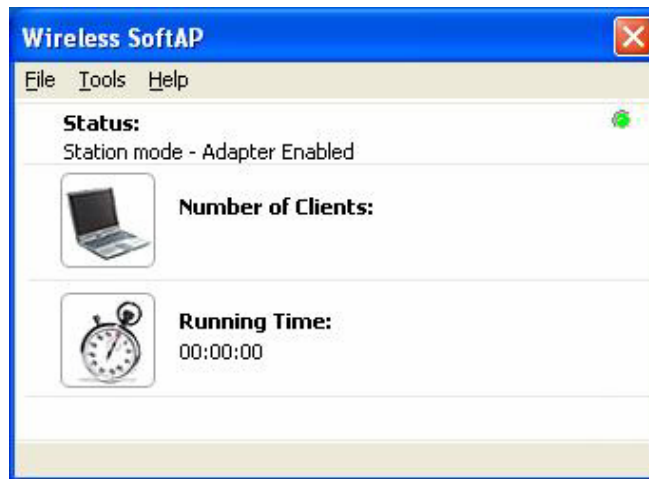 Wireless SoftAP
File Tools Help
Status:
Station mode - Adapter Enabled
Number of Clients:
Running Time:
00:00:00